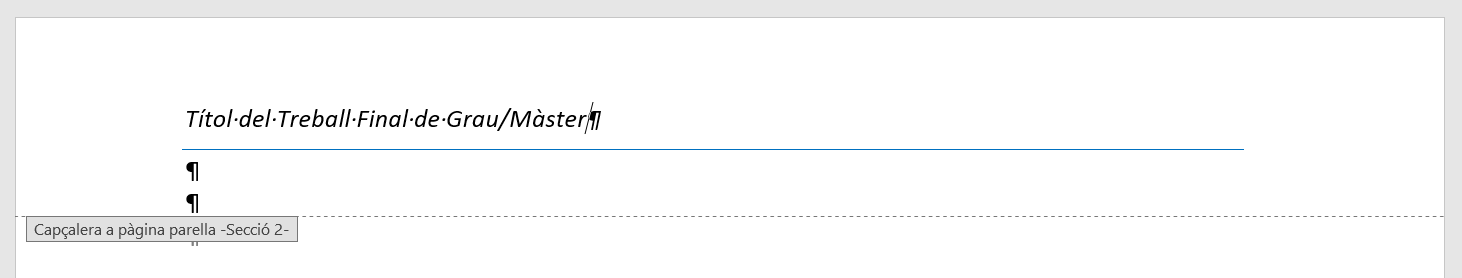 Títol·del·Treball·Final·de·Grau/Màster¶
¶
¶
Capçalera a pàgina parella -Secció 2-